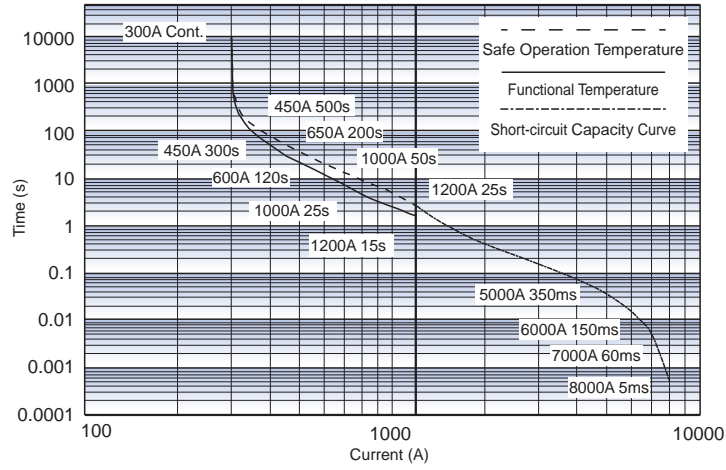 10000
1000
100
10
1
0.1
0.01
0.001
0.0001
Time (s)
300A Cont.
450A 500s
650A 200s
450A 300s
1000A 50s
600A 120s
1200A 25s
1000A 25s
1200A 15s
5000A 350ms
6000A 150ms
7000A 60ms
8000A 5ms
Safe Operation Temperature
Functional Temperature
Short-circuit Capacity Curve
100
1000
10000
Current (A)